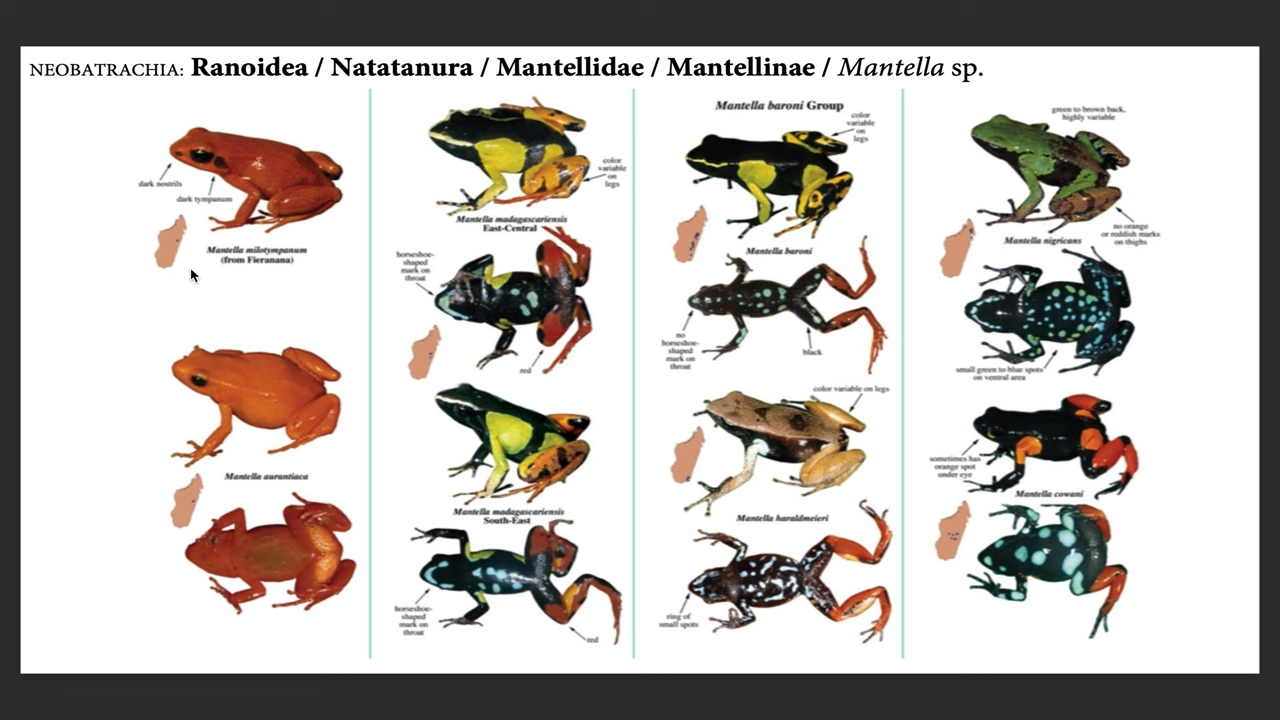 NEOBATRACHIA: Ranoidea / Natatanura / Mantellidae / Mantellinae / Mantella sp.
dark nostrils
dark tympanum
Mantella milotympanum
(from Fieranana)
Mantella aurantiaca
color
variable
on
legs
Mantella madagascariensis
East-Central
horseshoe-
shaped
mark on
throat
red
Mantella madagascariensis
South-East
horseshoe-
shaped
mark on
throat
red
Mantella baroni Group
color
variable
on
legs
Mantella baroni
no
horseshoe-
shaped
mark on
throat
black
color variable on legs
Mantella haraldmeieri
ring of
small spots
green to brown back,
highly variable
no orange
or reddish marks
on thighs
Mantella nigricans
small green to blue spots
on ventral area
sometimes has
orange spot
under eye
Mantella cowani